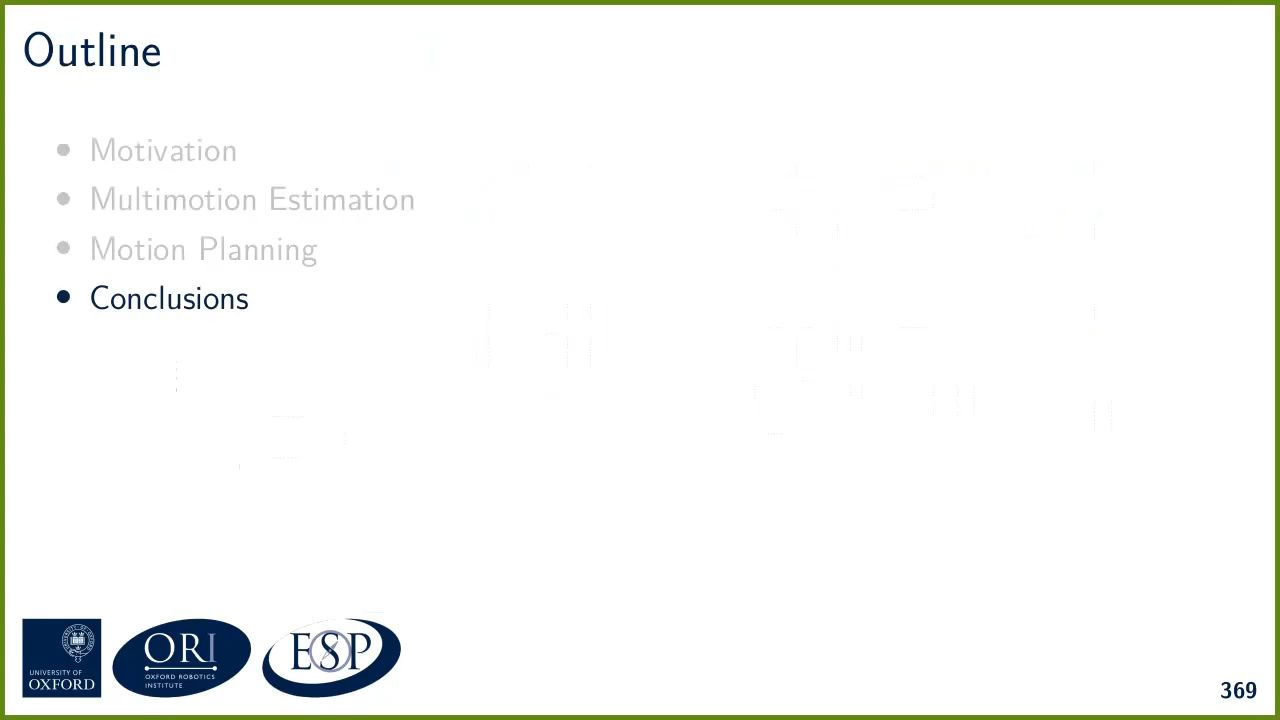 Outline
• Motivation
• Multimotion Estimation
• Motion Planning
• Conclusions
UNIVERSITY OF
OXFORD
ORI
OXFORD ROBOTICS
INSTITUTE
ESP
369